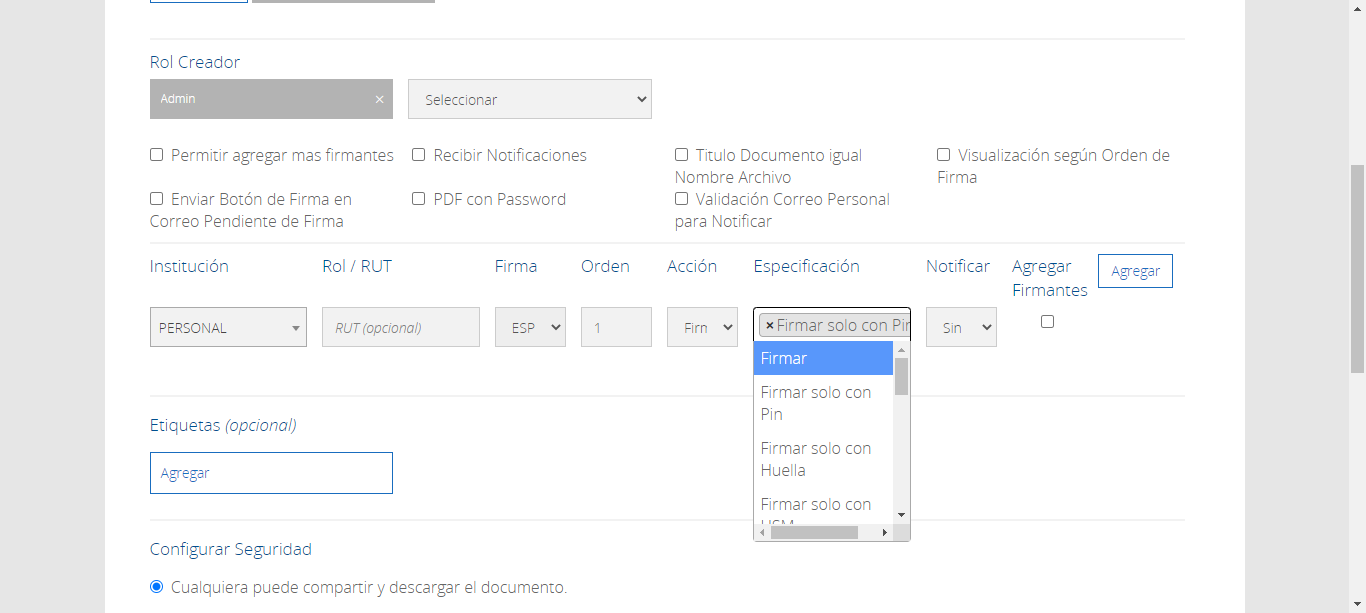 Rol Creador
Admin ×
Seleccionar
Permitir agregar mas firmantes
Recibir Notificaciones
Titulo Documento igual
Nombre Archivo
Visualización según Orden de
Firma
Enviar Botón de Firma en
Correo Pendiente de Firma
PDF con Password
Validación Correo Personal
para Notificar
Institución
Rol / RUT
Firma
Orden
Acción
Especificación
Notificar
Agregar
Firmantes
Agregar
PERSONAL
RUT (opcional)
ESP
1
Firn
× Firmar solo con Pin
Sin
Firmar
Firmar solo con
Pin
Firmar solo con
Huella
Firmar solo con
HSM
Etiquetas (opcional)
Agregar
Configurar Seguridad
Cualquiera puede compartir y descargar el documento.